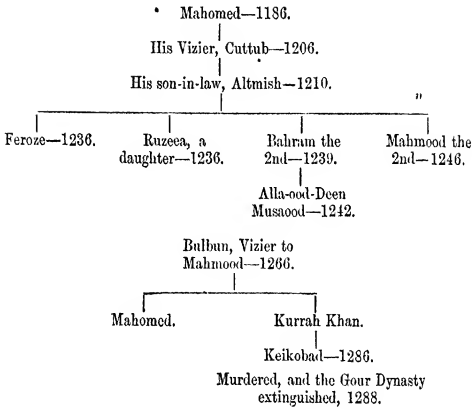 Mahomed—1186.
His Vizier, Cuttub—1206.
His son-in-law, Altmish—1210.
Feroze—1236.
Ruzeea, a
daughter—1236.
Bahram the
2nd—1239.
Mahmood the
2nd—1246.
Alla-ood-Deen
Musaood—1242.
Bulbun, Vizier to
Mahmood—1266.
Mahomed.
Kurrah Khan.
Keikobad—1286.
Murdered, and the Gour Dynasty
extinguished, 1288.